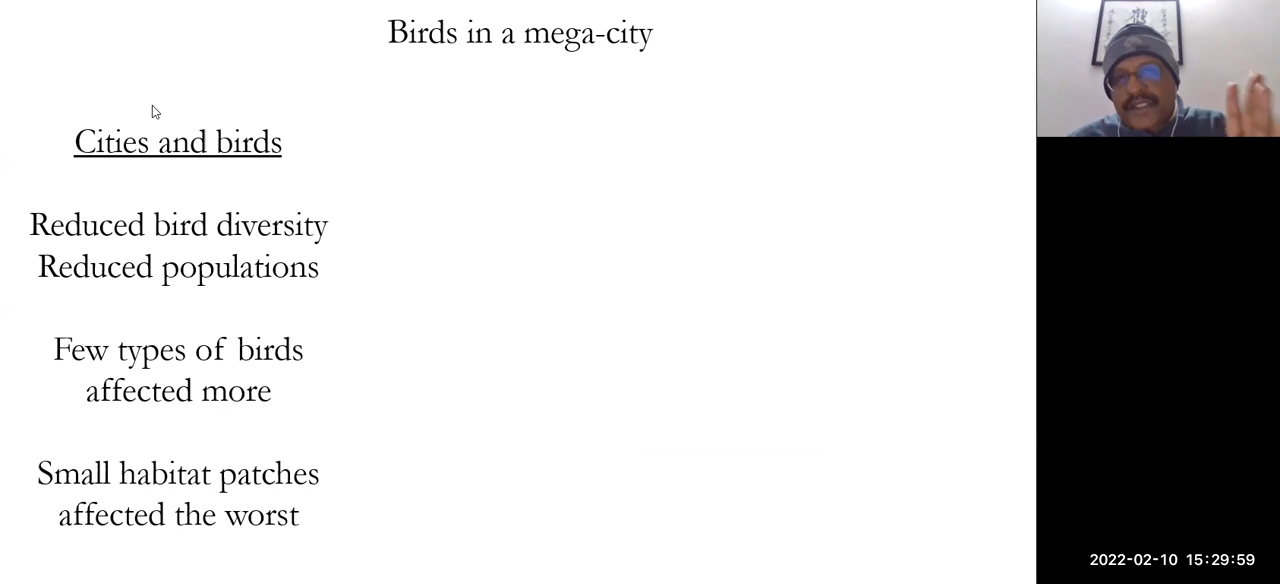 Birds in a mega-city
Cities and birds
Reduced bird diversity
Reduced populations
Few types of birds
affected more
Small habitat patches
affected the worst
鶴
2022-02-10 15:29:59